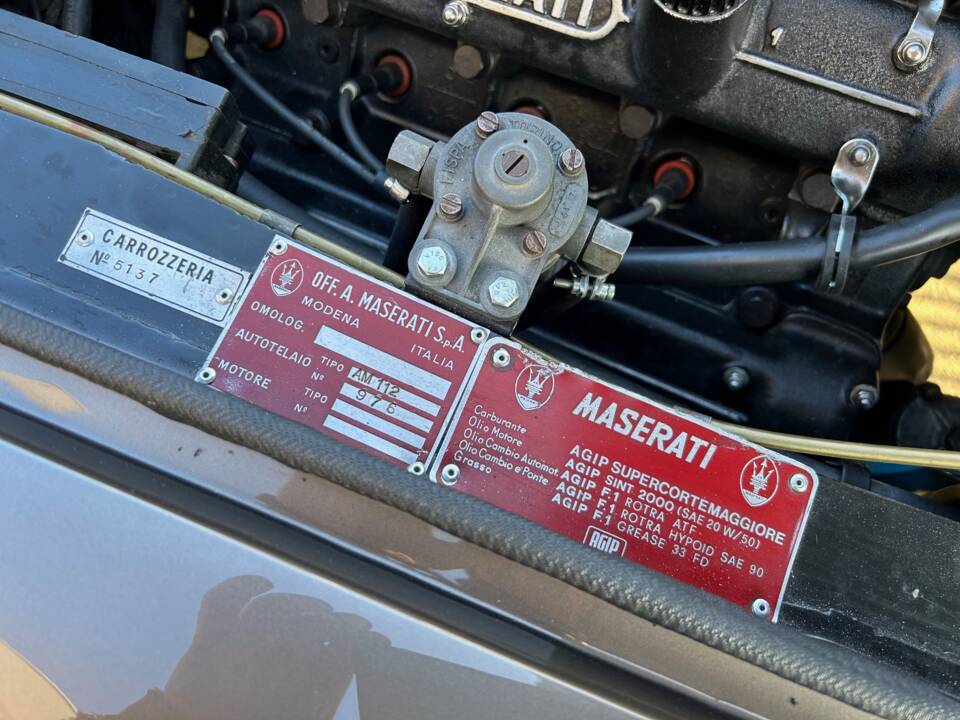 CARROZZERIA
Nº 5137
OFF. A. MASERATI S.p.A.
MODENA
ITALIA
OMOLOG.
AUTOTELAIO TIPO AM 112
Nº 976
MOTORE TIPO
Nº
MASERATI
Carburante AGIP SUPERCORTEMAGGIORE
Olio Motore AGIP SINT 2000 (SAE 20 W/50)
Olio Cambio Automat. AGIP F.1 ROTRA ATF
Olio Cambio e Ponte AGIP F.1 ROTRA HYPOID SAE 90
Grasso AGIP F.1 GREASE 33 FD
AGIP